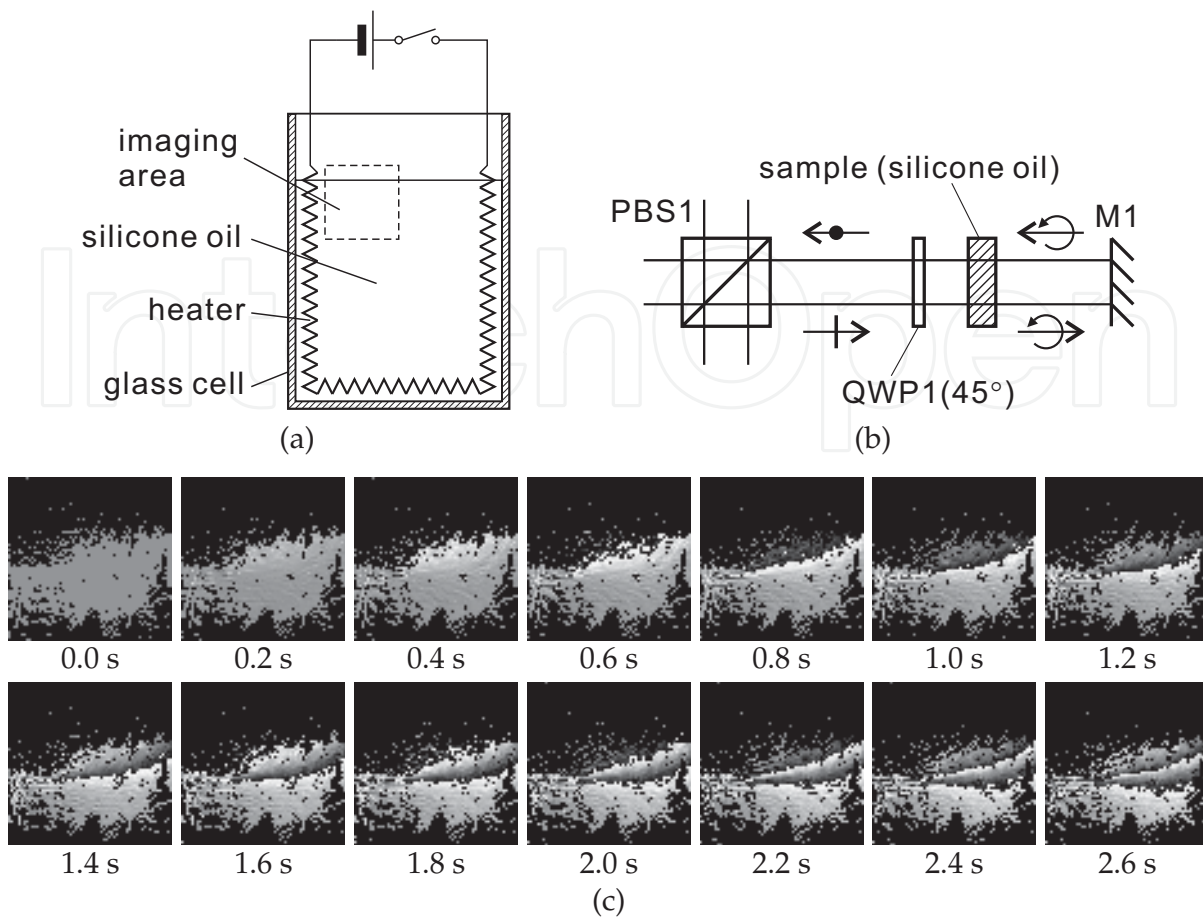 imaging
area
silicone oil
heater
glass cell
(a)
sample (silicone oil)
PBS1
M1
QWP1(45°)
(b)
IntechOpen
0.0 s 0.2 s 0.4 s 0.6 s 0.8 s 1.0 s 1.2 s
1.4 s 1.6 s 1.8 s 2.0 s 2.2 s 2.4 s 2.6 s
(c)